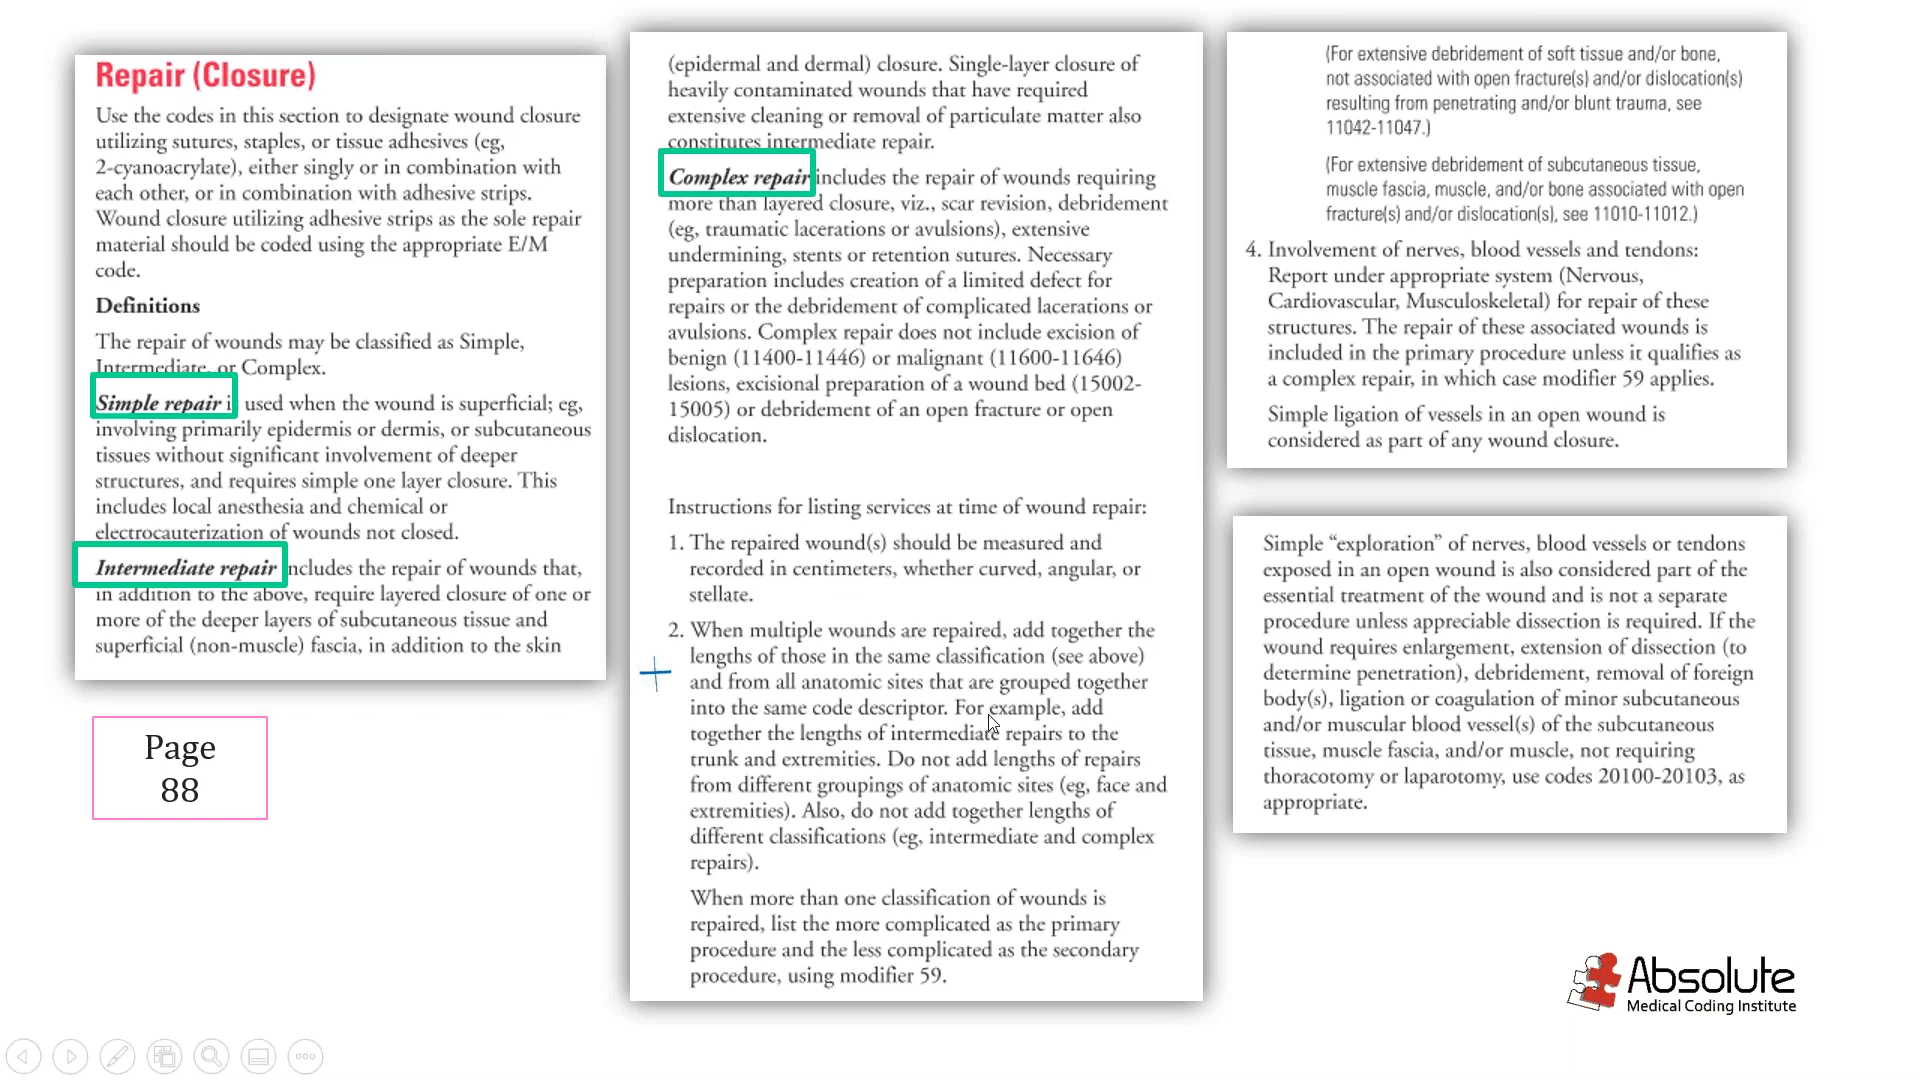 Repair (Closure)
Use the codes in this section to designate wound closure
utilizing sutures, staples, or tissue adhesives (eg,
2-cyanoacrylate), either singly or in combination with
each other, or in combination with adhesive strips.
Wound closure utilizing adhesive strips as the sole repair
material should be coded using the appropriate E/M
code.
Definitions
The repair of wounds may be classified as Simple,
Intermediate, or Complex.
Simple repair is used when the wound is superficial; eg,
involving primarily epidermis or dermis, or subcutaneous
tissues without significant involvement of deeper
structures, and requires simple one layer closure. This
includes local anesthesia and chemical or
electrocauterization of wounds not closed.
Intermediate repair includes the repair of wounds that,
in addition to the above, require layered closure of one or
more of the deeper layers of subcutaneous tissue and
superficial (non-muscle) fascia, in addition to the skin
Page
88
(epidermal and dermal) closure. Single-layer closure of
heavily contaminated wounds that have required
extensive cleaning or removal of particulate matter also
constitutes intermediate repair.
Complex repair includes the repair of wounds requiring
more than layered closure, viz., scar revision, debridement
(eg, traumatic lacerations or avulsions), extensive
undermining, stents or retention sutures. Necessary
preparation includes creation of a limited defect for
repairs or the debridement of complicated lacerations or
avulsions. Complex repair does not include excision of
benign (11400-11446) or malignant (11600-11646)
lesions, excisional preparation of a wound bed (15002-
15005) or debridement of an open fracture or open
dislocation.
Instructions for listing services at time of wound repair:
1. The repaired wound(s) should be measured and
recorded in centimeters, whether curved, angular, or
stellate.
2. When multiple wounds are repaired, add together the
lengths of those in the same classification (see above)
and from all anatomic sites that are grouped together
into the same code descriptor. For example, add
together the lengths of intermediate repairs to the
trunk and extremities. Do not add lengths of repairs
from different groupings of anatomic sites (eg, face and
extremities). Also, do not add together lengths of
different classifications (eg, intermediate and complex
repairs).
When more than one classification of wounds is
repaired, list the more complicated as the primary
procedure and the less complicated as the secondary
procedure, using modifier 59.
(For extensive debridement of soft tissue and/or bone,
not associated with open fracture(s) and/or dislocation(s)
resulting from penetrating and/or blunt trauma, see
11042-11047.)
(For extensive debridement of subcutaneous tissue,
muscle fascia, muscle, and/or bone associated with open
fracture(s) and/or dislocation(s), see 11010-11012.)
4. Involvement of nerves, blood vessels and tendons:
Report under appropriate system (Nervous,
Cardiovascular, Musculoskeletal) for repair of these
structures. The repair of these associated wounds is
included in the primary procedure unless it qualifies as
a complex repair, in which case modifier 59 applies.
Simple ligation of vessels in an open wound is
considered as part of any wound closure.
Simple “exploration” of nerves, blood vessels or tendons
exposed in an open wound is also considered part of the
essential treatment of the wound and is not a separate
procedure unless appreciable dissection is required. If the
wound requires enlargement, extension of dissection (to
determine penetration), debridement, removal of foreign
body(s), ligation or coagulation of minor subcutaneous
and/or muscular blood vessel(s) of the subcutaneous
tissue, muscle fascia, and/or muscle, not requiring
thoracotomy or laparotomy, use codes 20100-20103, as
appropriate.
Absolute
Medical Coding Institute